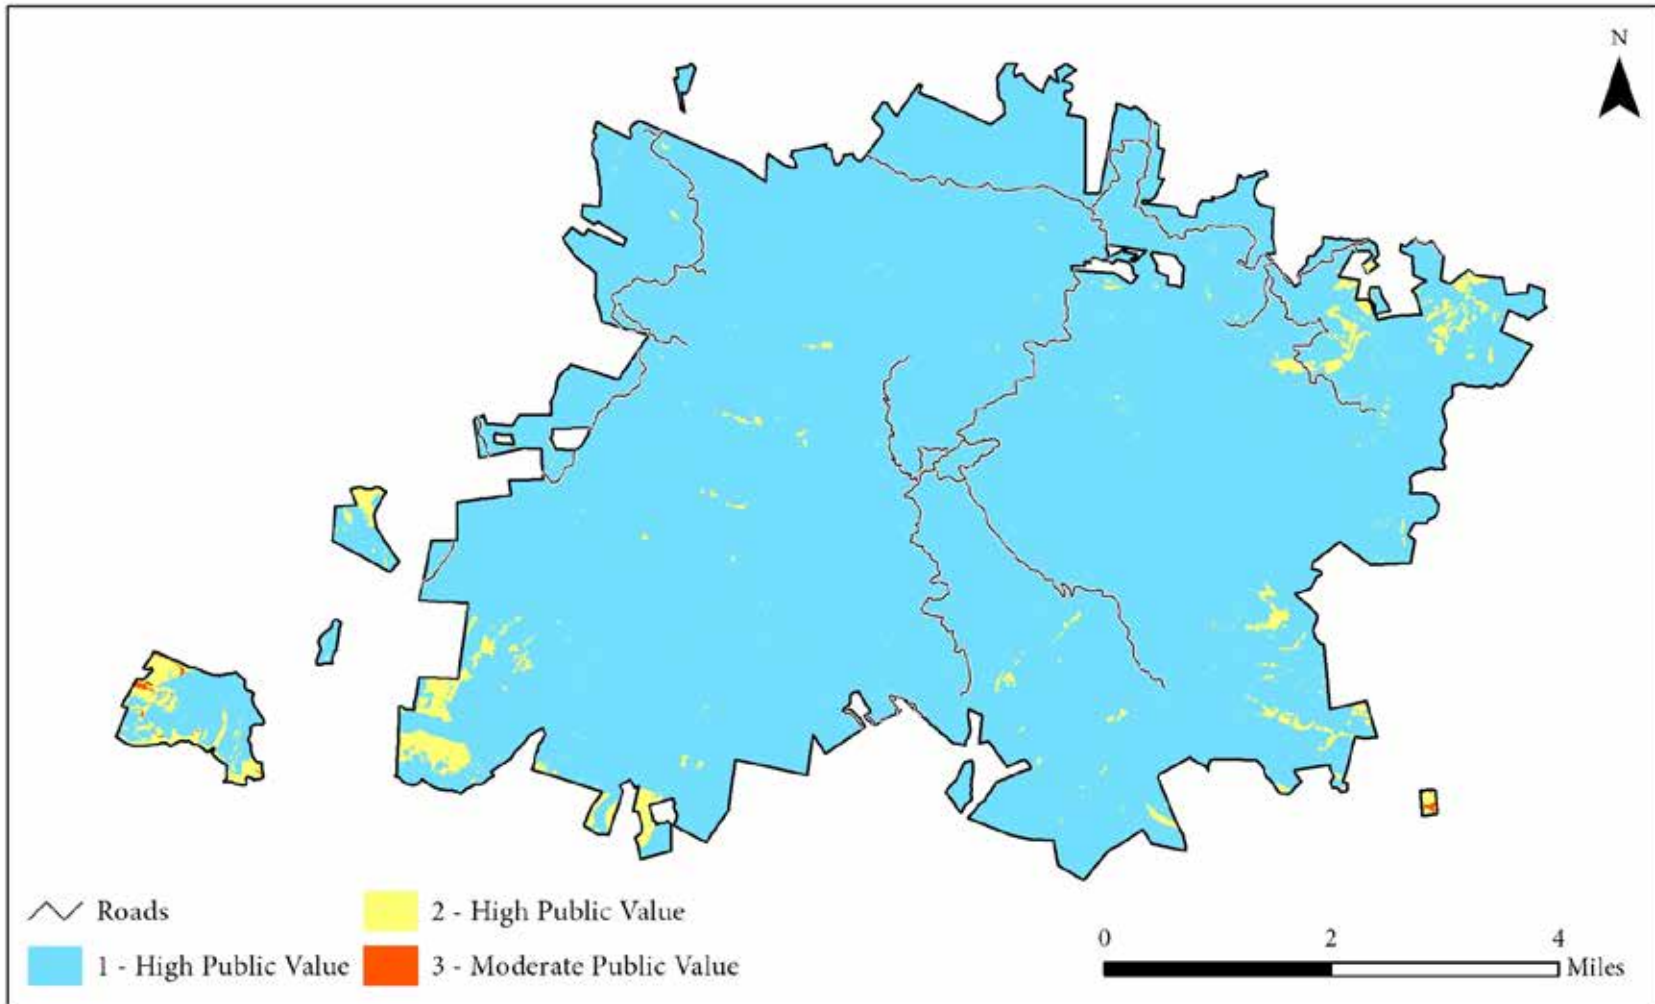 N
Roads
2 - High Public Value
1 - High Public Value
3 - Moderate Public Value
0 2 4
Miles